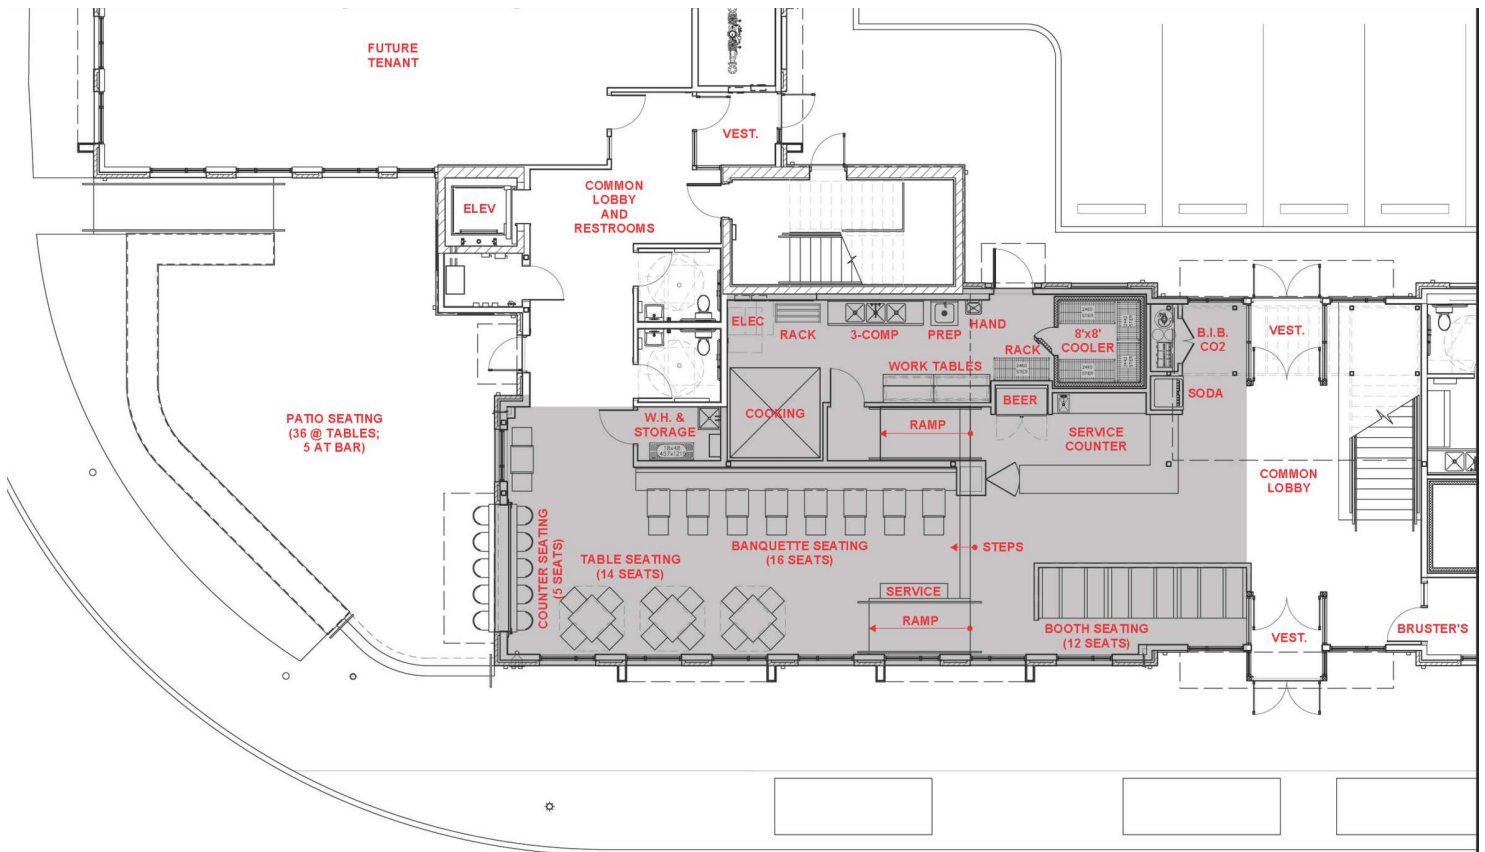 FUTURE
TENANT
VEST.
COMMON
LOBBY
AND
RESTROOMS
ELEV
ELEC
RACK
3-COMP
PREP
HAND
RACK
8'x8'
COOLER
B.I.B.
CO2
VEST.
WORK TABLES
BEER
SODA
COOKING
PATIO SEATING
(36 @ TABLES;
5 AT BAR)
W.H. &
STORAGE
RAMP
SERVICE
COUNTER
COMMON
LOBBY
COUNTER SEATING
(5 SEATS)
TABLE SEATING
(14 SEATS)
BANQUETTE SEATING
(16 SEATS)
STEPS
SERVICE
RAMP
BOOTH SEATING
(12 SEATS)
VEST.
BRUSTER'S